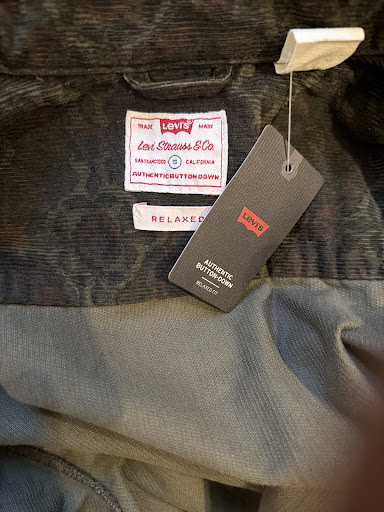 TRADE LEVI'S MARK
Levi Strauss & Co.
SAN FRANCISCO S CALIFORNIA
AUTHENTIC BUTTON DOWN
RELAXED
LEVI'S
AUTHENTIC
BUTTON-DOWN
RELAXED FIT